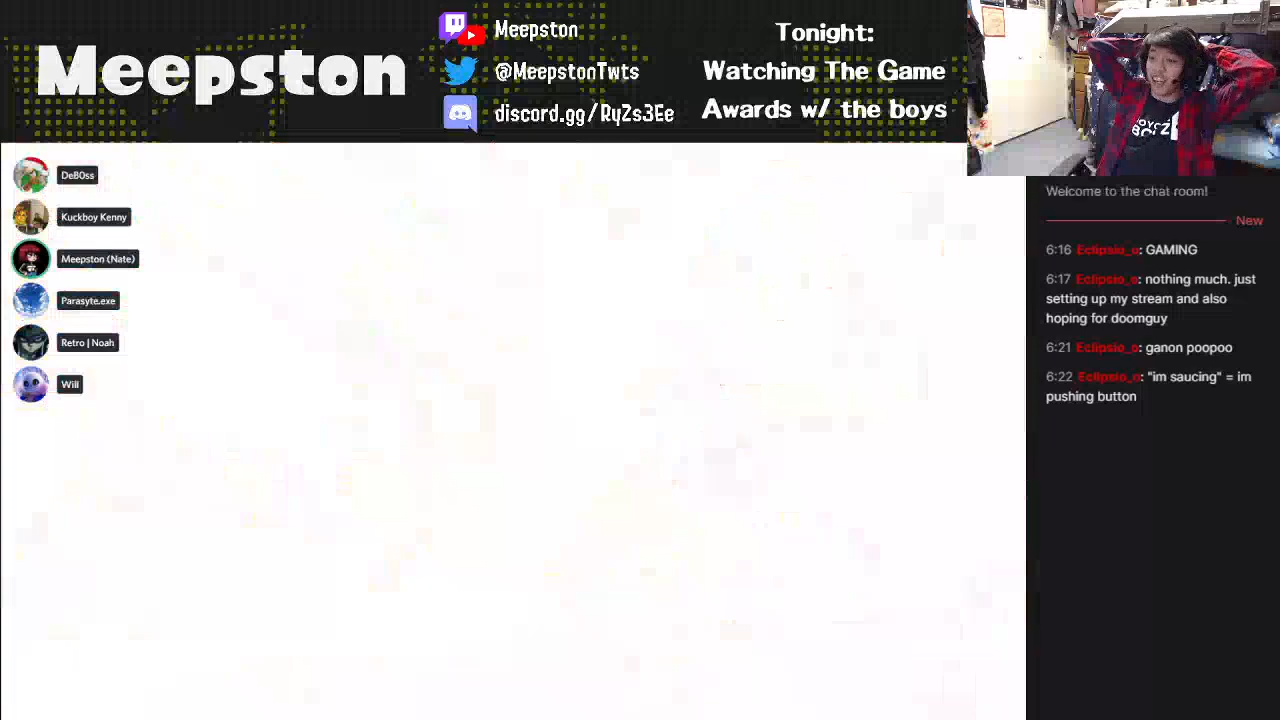 Meepston
Meepston
@MeepstonTwts
discord.gg/RyZs3Ee
Tonight:
Watching The Game
Awards w/ the boys
DeB0ss
Kuckboy Kenny
Meepston (Nate)
Parasyte.exe
Retro | Noah
Will
Welcome to the chat room!
New
6:16 Eclipsio_o: GAMING
6:17 Eclipsio_o: nothing much. just
setting up my stream and also
hoping for doomguy
6:21 Eclipsio_o: ganon poopoo
6:22 Eclipsio_o: "im saucing" = im
pushing button